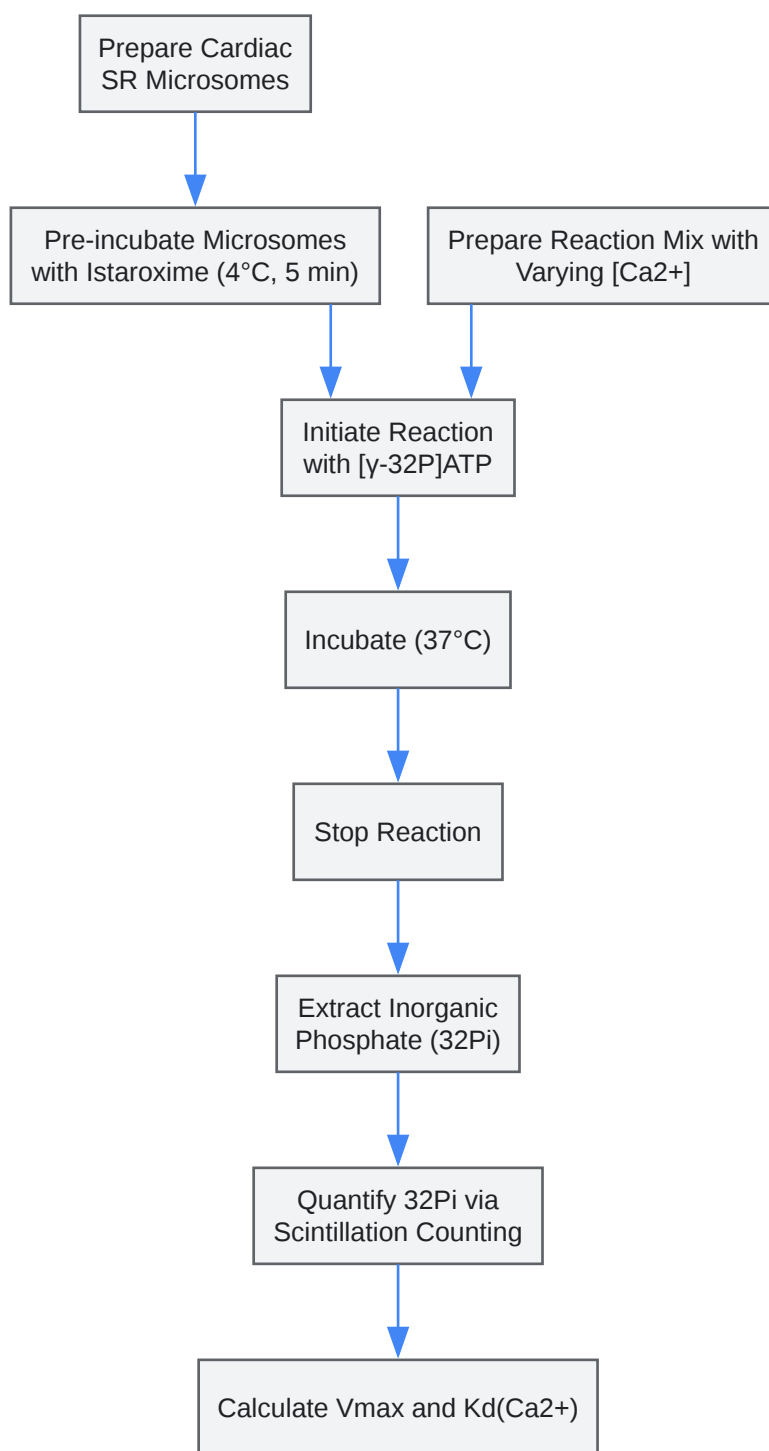 Prepare Cardiac
SR Microsomes
Pre-incubate Microsomes
with Istaroxime (4°C, 5 min)
Prepare Reaction Mix with
Varying [Ca2+]
Initiate Reaction
with [γ-32P]ATP
Incubate (37°C)
Stop Reaction
Extract Inorganic
Phosphate (32Pi)
Quantify 32Pi via
Scintillation Counting
Calculate Vmax and Kd(Ca2+)